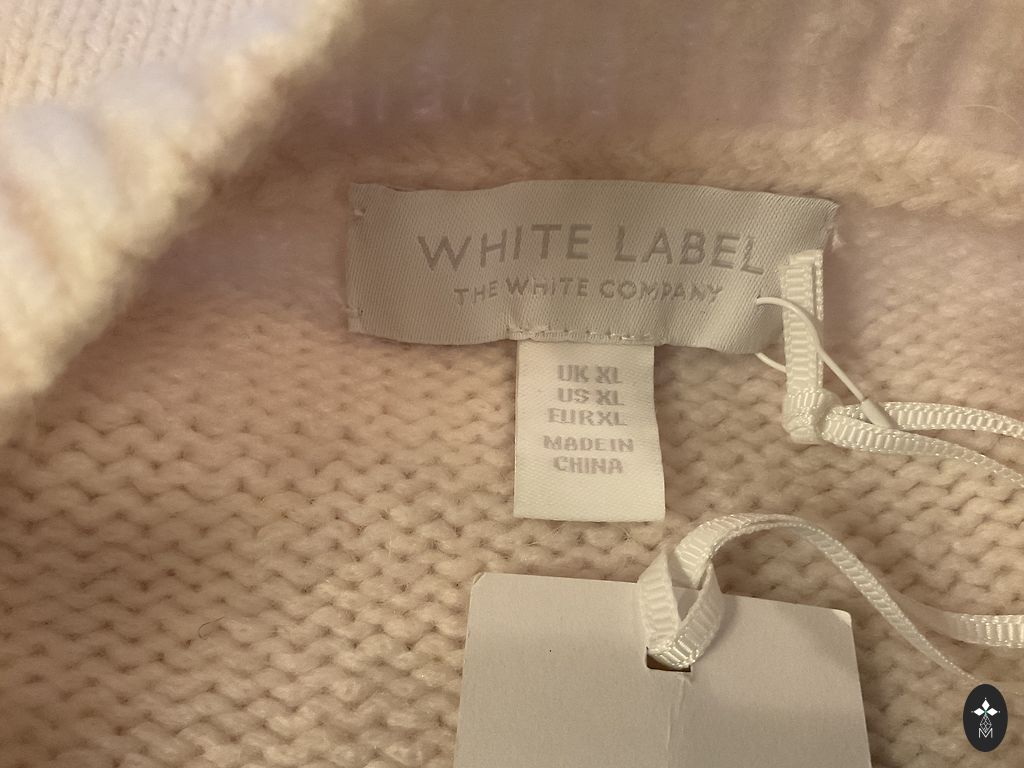 WHITE LABEL
THE WHITE COMPANY
UK XL
US XL
EUR XL
MADE IN
CHINA
M